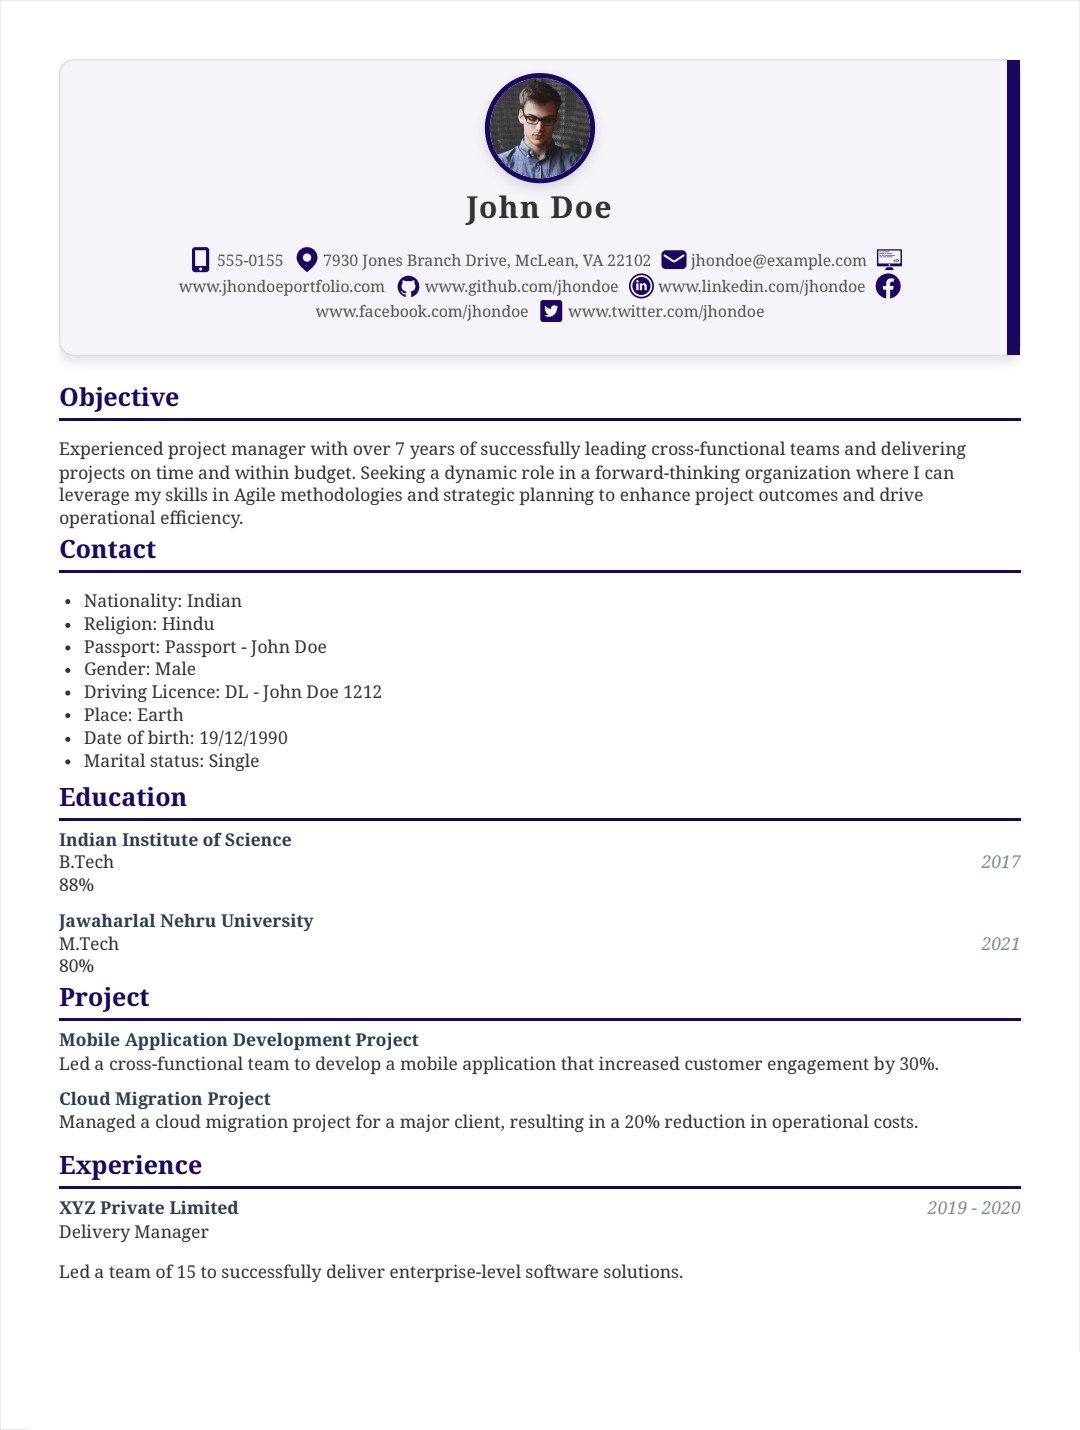 John Doe
555-0155 7930 Jones Branch Drive, McLean, VA 22102 jhondoe@example.com
www.jhondoeportfolio.com www.github.com/jhondoe www.linkedin.com/jhondoe
www.facebook.com/jhondoe www.twitter.com/jhondoe
Objective
Experienced project manager with over 7 years of successfully leading cross-functional teams and delivering
projects on time and within budget. Seeking a dynamic role in a forward-thinking organization where I can
leverage my skills in Agile methodologies and strategic planning to enhance project outcomes and drive
operational efficiency.
Contact
• Nationality: Indian
• Religion: Hindu
• Passport: Passport - John Doe
• Gender: Male
• Driving Licence: DL - John Doe 1212
• Place: Earth
• Date of birth: 19/12/1990
• Marital status: Single
Education
Indian Institute of Science
B.Tech 2017
88%
Jawaharlal Nehru University
M.Tech 2021
80%
Project
Mobile Application Development Project
Led a cross-functional team to develop a mobile application that increased customer engagement by 30%.
Cloud Migration Project
Managed a cloud migration project for a major client, resulting in a 20% reduction in operational costs.
Experience
XYZ Private Limited 2019 - 2020
Delivery Manager
Led a team of 15 to successfully deliver enterprise-level software solutions.